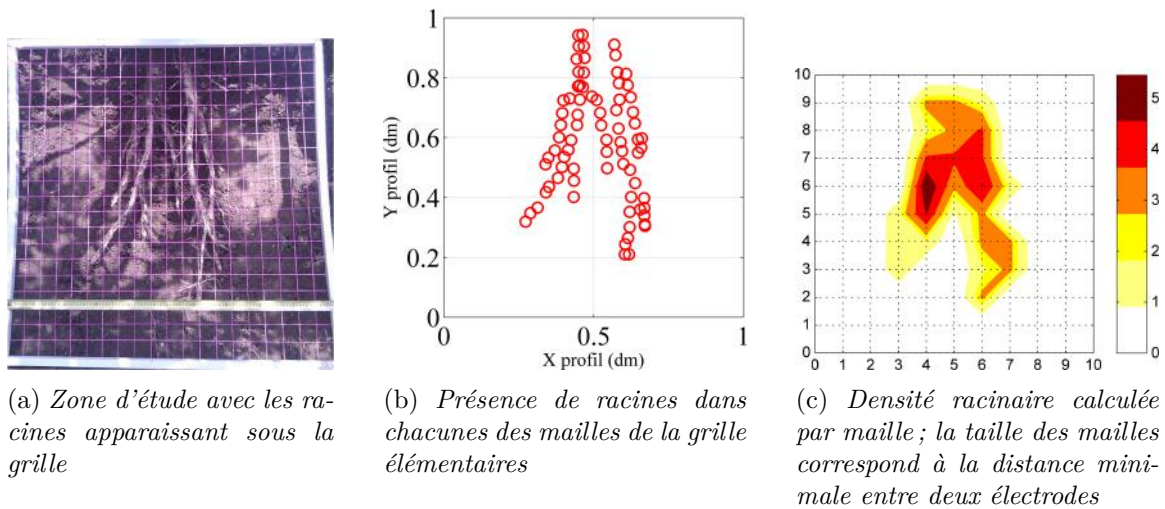 1
0.8
0.6
0.4
0.2
0
0
0.5
1
Y profil (dm)
X profil (dm)
10
9
8
7
6
5
4
3
2
1
0
0 1 2 3 4 5 6 7 8 9 10
5
4
3
2
1
0
(a) Zone d'étude avec les ra-
cines apparaissant sous la
grille
(b) Présence de racines dans
chacunes des mailles de la grille
élémentaires
(c) Densité racinaire calculée
par maille ; la taille des mailles
correspond à la distance mini-
male entre deux électrodes